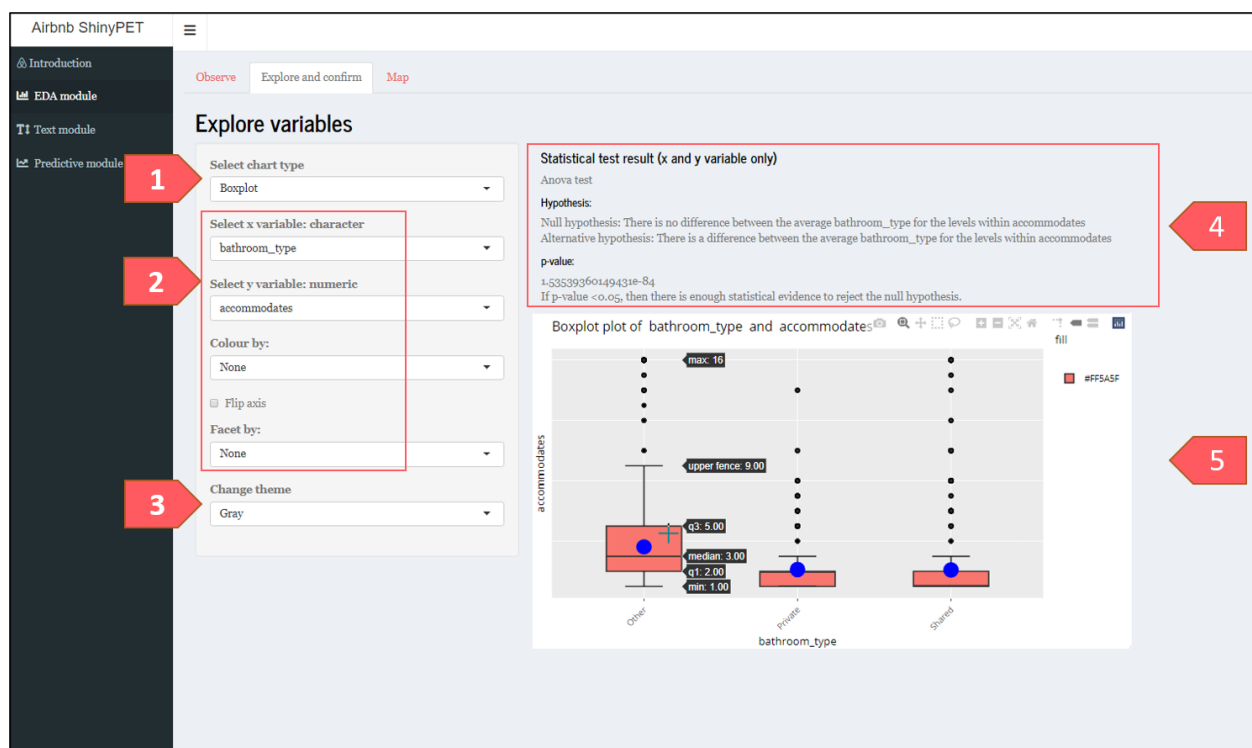 Airbnb ShinyPET
Introduction
EDA module
Text module
Predictive module
Observe
Explore and confirm
Map
Explore variables
1
Select chart type
Boxplot
2
Select x variable: character
bathroom_type
Select y variable: numeric
accommodates
Colour by:
None
Flip axis
Facet by:
None
3
Change theme
Gray
Statistical test result (x and y variable only)
Anova test
Hypothesis:
Null hypothesis: There is no difference between the average bathroom_type for the levels within accommodates
Alternative hypothesis: There is a difference between the average bathroom_type for the levels within accommodates
p-value:
1.53539360149431e-84
If p-value <0.05, then there is enough statistical evidence to reject the null hypothesis.
4
Boxplot plot of bathroom_type and accommodates
fill
#FF5A5F
max: 16
upper fence: 9.00
q3: 5.00
median: 3.00
q1: 2.00
min: 1.00
accommodates
Other
Private
Shared
bathroom_type
5